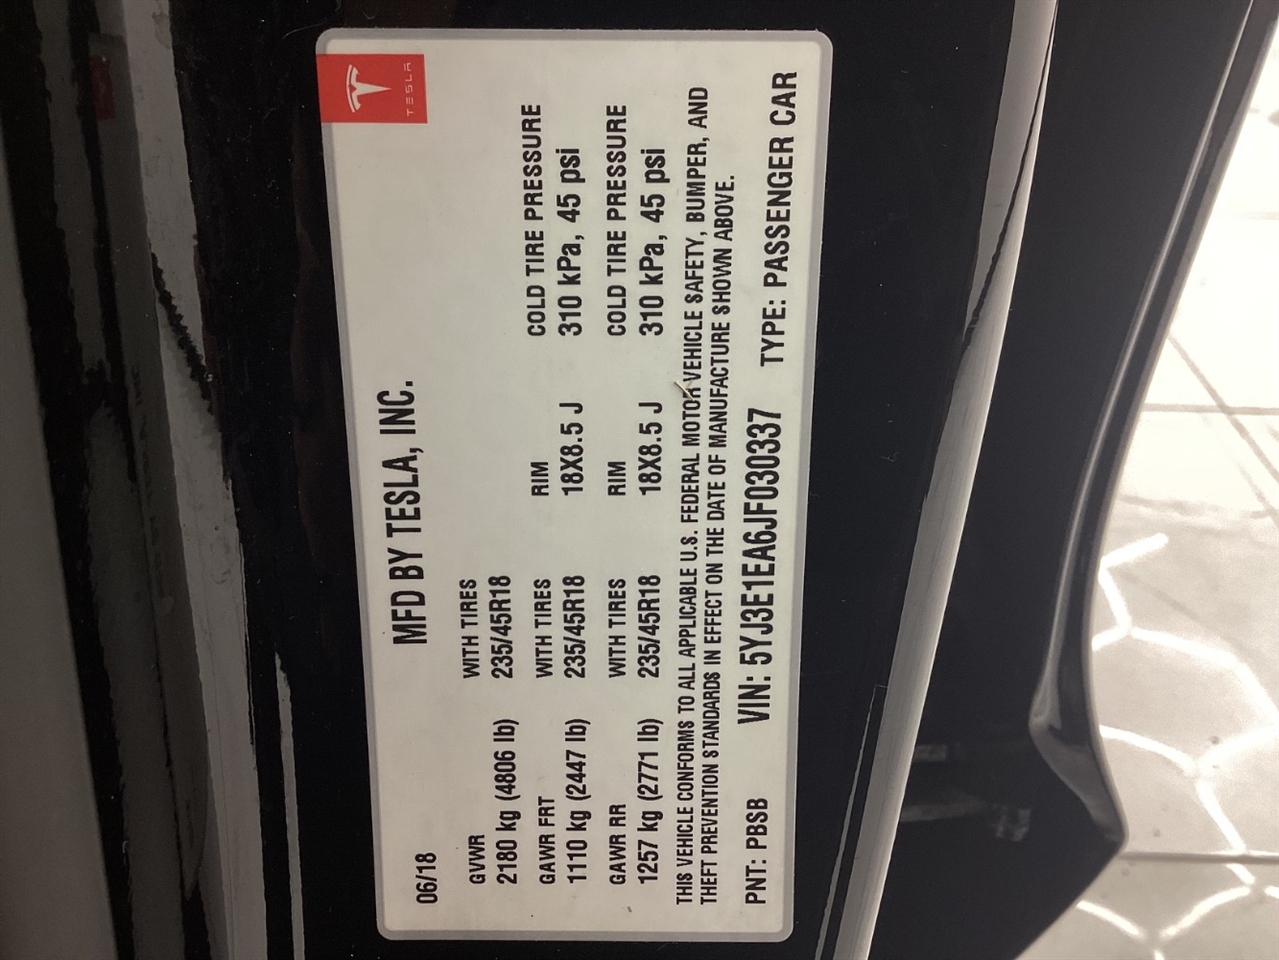 TESLA
MFD BY TESLA, INC.
06/18
GVWR WITH TIRES
2180 kg (4806 lb) 235/45R18
GAWR FRT WITH TIRES RIM COLD TIRE PRESSURE
1110 kg (2447 lb) 235/45R18 18X8.5 J 310 kPa, 45 psi
GAWR RR WITH TIRES RIM COLD TIRE PRESSURE
1257 kg (2771 lb) 235/45R18 18X8.5 J 310 kPa, 45 psi
THIS VEHICLE CONFORMS TO ALL APPLICABLE U.S. FEDERAL MOTOR VEHICLE SAFETY, BUMPER, AND
THEFT PREVENTION STANDARDS IN EFFECT ON THE DATE OF MANUFACTURE SHOWN ABOVE.
PNT: PBSB VIN: 5YJ3E1EA6JF030337 TYPE: PASSENGER CAR